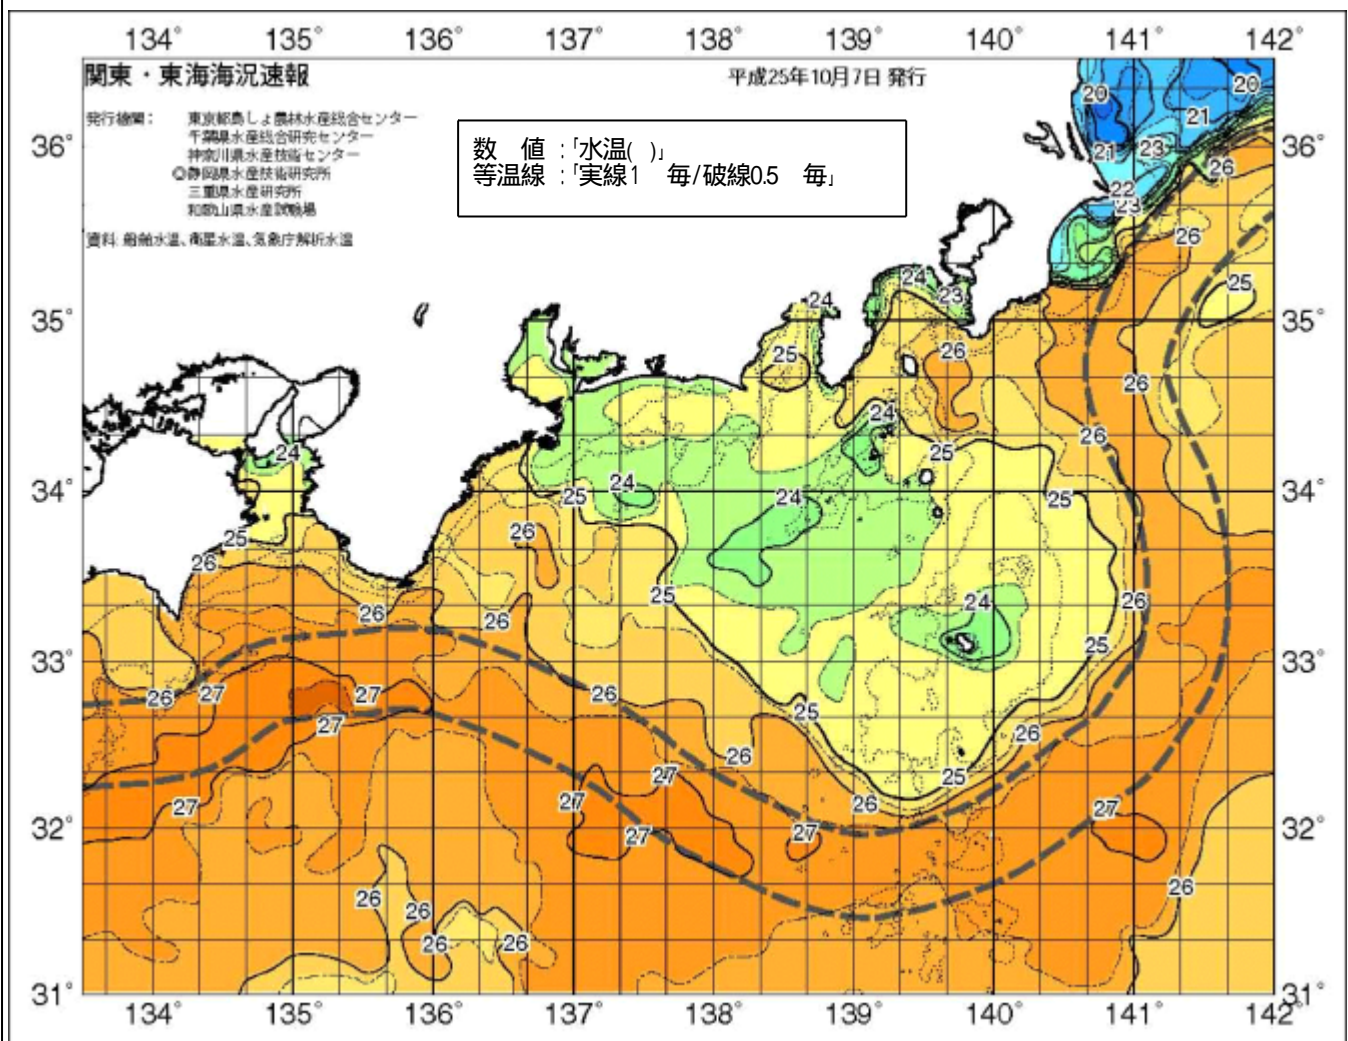 134° 135° 136° 137° 138° 139° 140° 141° 142°
関東・東海海況速報
平成25年10月7日 発行
発行機関：
東京都島しょ農林水産総合センター
千葉県水産総合研究センター
神奈川県水産技術センター
◎静岡県水産技術研究所
三重県水産研究所
和歌山県水産試験場
資料: 船舶水温、衛星水温、気象庁解析水温
数 値：「水温( )」
等温線：「実線1 毎/破線0.5 毎」
20 20
21
36° 21 23 36°
26
22
23
26
24 25
24 23
35° 35°
25 26
26
24 26
24 25
34° 24 25 24 25 34°
25 26
26
26 25 24 26
26
33° 25 33°
26 27 27 26
27 25
26 26
27 25
27 27 26 27
32° 27 27 32°
26 26
26
26 26
31° 31°
134° 135° 136° 137° 138° 139° 140° 141° 142°